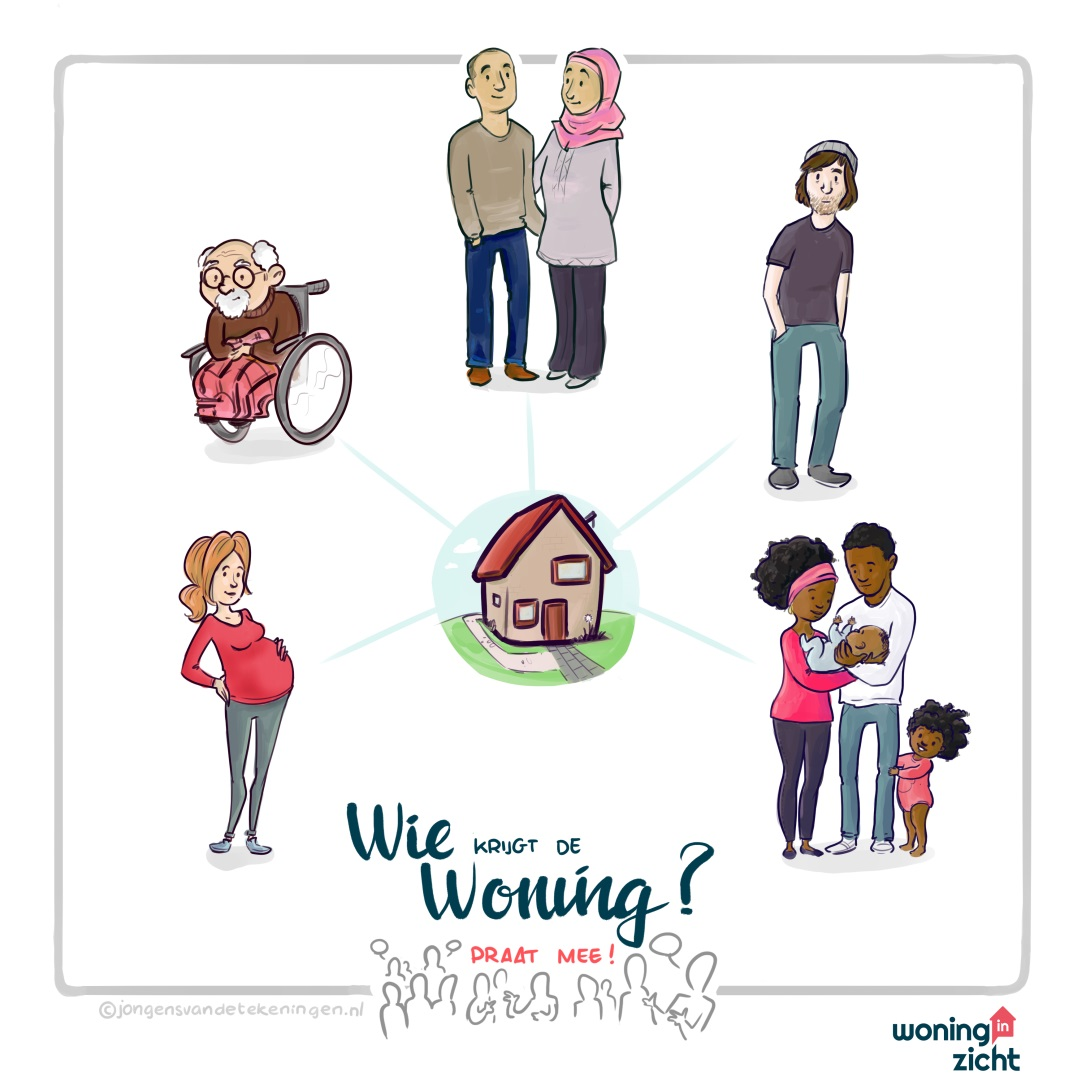 Wie KRIJGT DE
Woning?
PRAAT MEE!
©jongensvandetekeningen.nl
woning in
zicht